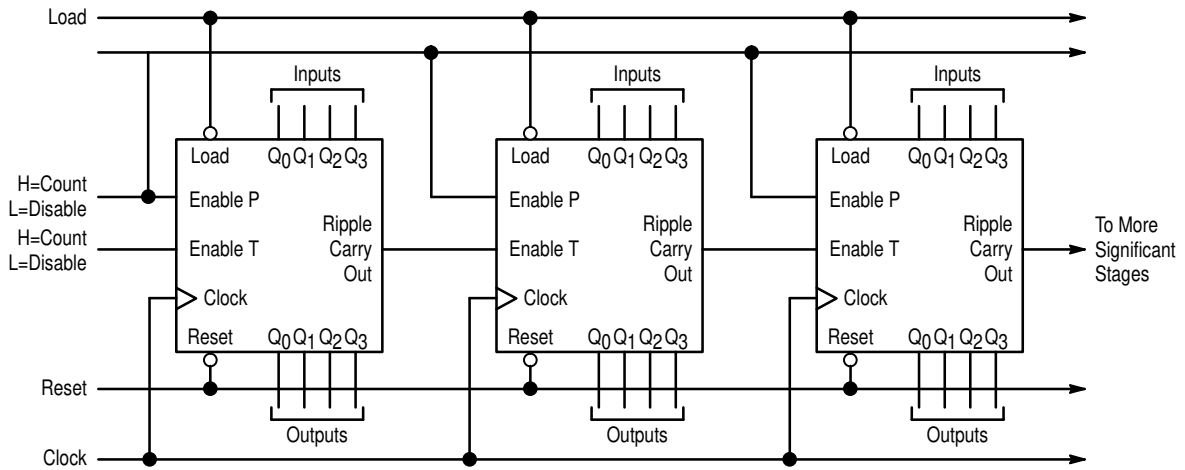 Load
Inputs
Inputs
Inputs
Load
Q0 Q1 Q2 Q3
Load
Q0 Q1 Q2 Q3
Load
Q0 Q1 Q2 Q3
H=Count
L=Disable
Enable P
Enable P
Enable P
H=Count
L=Disable
Enable T
Ripple
Carry
Out
Enable T
Ripple
Carry
Out
Enable T
Ripple
Carry
Out
To More
Significant
Stages
Clock
Clock
Clock
Reset
Q0 Q1 Q2 Q3
Reset
Q0 Q1 Q2 Q3
Reset
Q0 Q1 Q2 Q3
Reset
Outputs
Outputs
Outputs
Clock